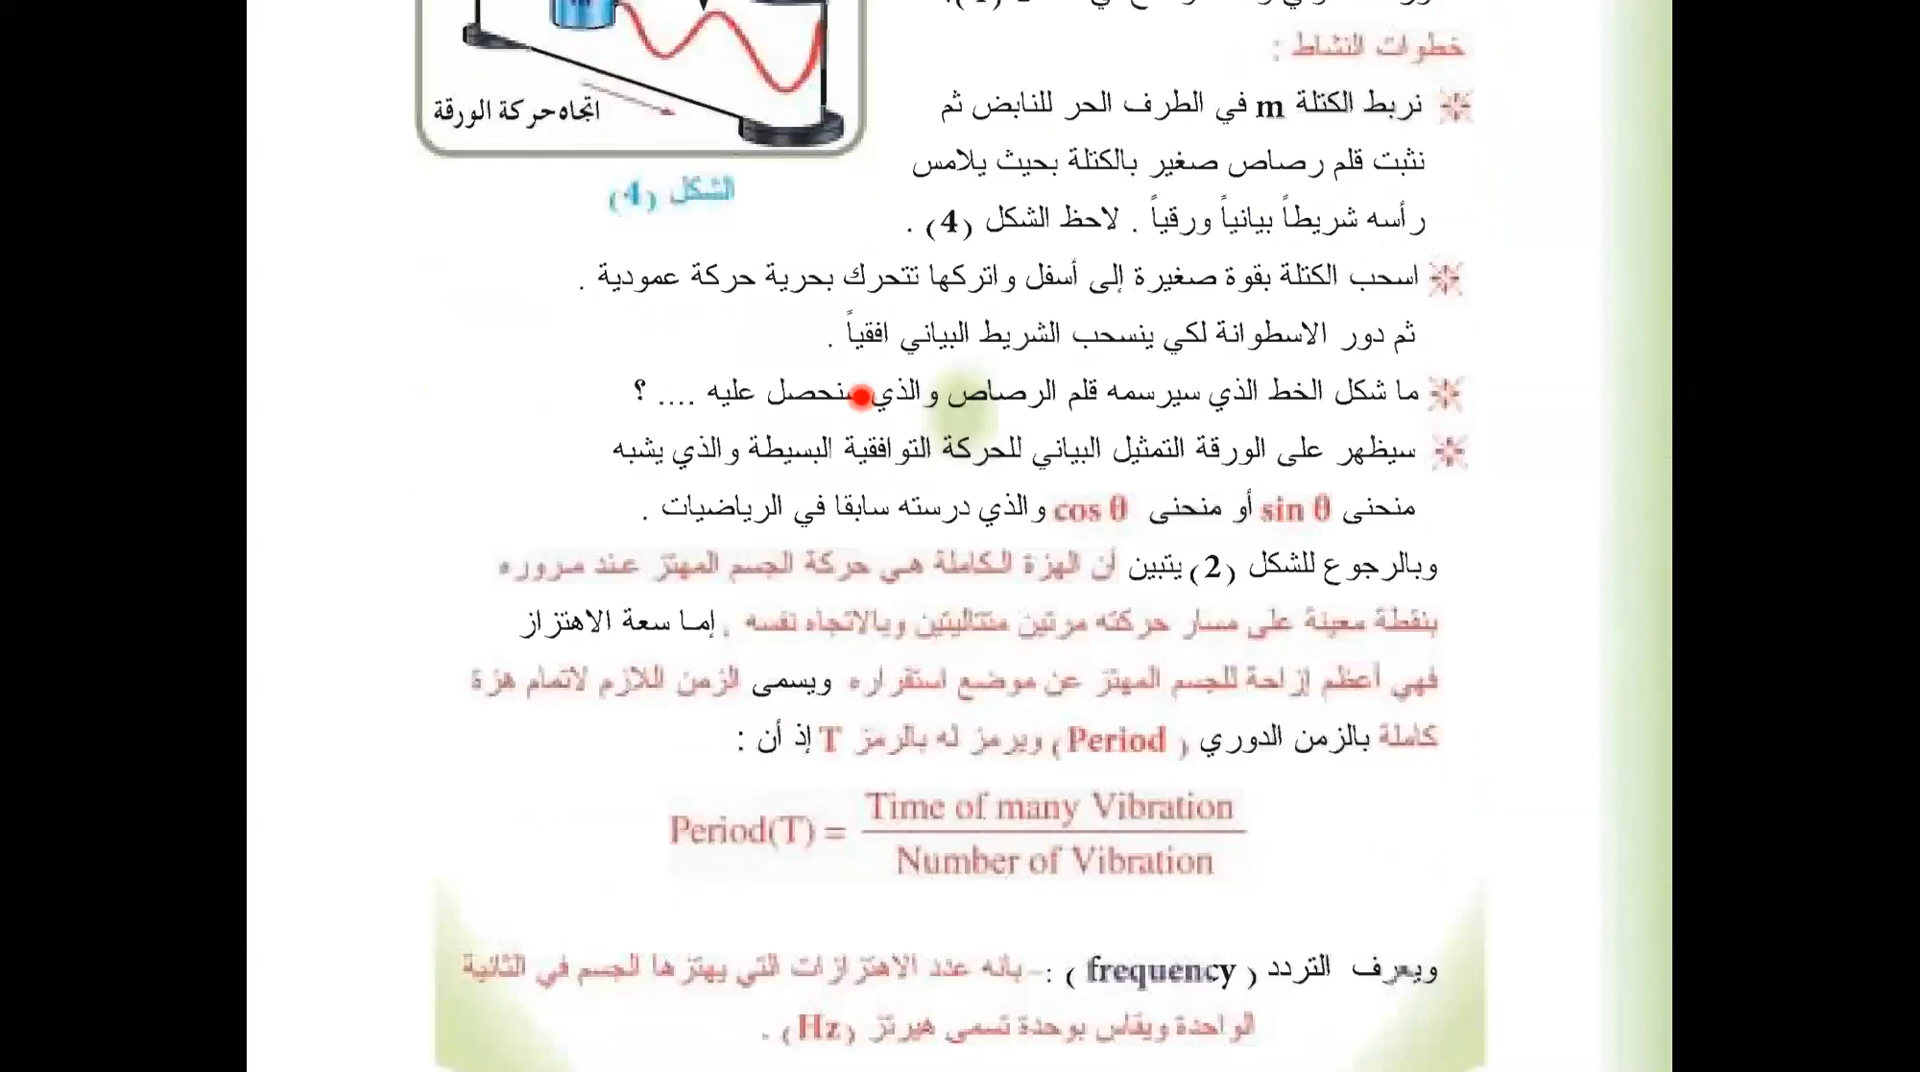 خطوات النشاط :
اتجاه حركة الورقة
نربط الكتلة m في الطرف الحر للنابض ثم
نثبت قلم رصاص صغير بالكتلة بحيث يلامس
الشكل (4)
رأسه شريطاً بيانياً ورقياً . لاحظ الشكل (4) .
اسحب الكتلة بقوة صغيرة إلى أسفل واتركها تتحرك بحرية حركة عمودية .
ثم دور الاسطوانة لكي ينسحب الشريط البياني افقياً .
ما شكل الخط الذي سيرسمه قلم الرصاص والذي سنحصل عليه .... ؟
سيظهر على الورقة التمثيل البياني للحركة التوافقية البسيطة والذي يشبه
منحنى sin θ أو منحنى cos θ والذي درسته سابقا في الرياضيات .
وبالرجوع للشكل (2) يتبين أن الهزة الكاملة هي حركة الجسم المهتز عند مروره
بنقطة معينة على مسار حركته مرتين متتاليتين وبالاتجاه نفسه . إما سعة الاهتزاز
فهي أعظم إزاحة للجسم المهتز عن موضع استقراره ويسمى الزمن اللازم لاتمام هزة
كاملة بالزمن الدوري (Period) ويرمز له بالرمز T إذ أن :
Period(T) = Time of many Vibration
Number of Vibration
ويعرف التردد (frequency) :- بأنه عدد الاهتزازات التي يهتزها الجسم في الثانية
الواحدة ويقاس بوحدة تسمى هيرتز (Hz) .